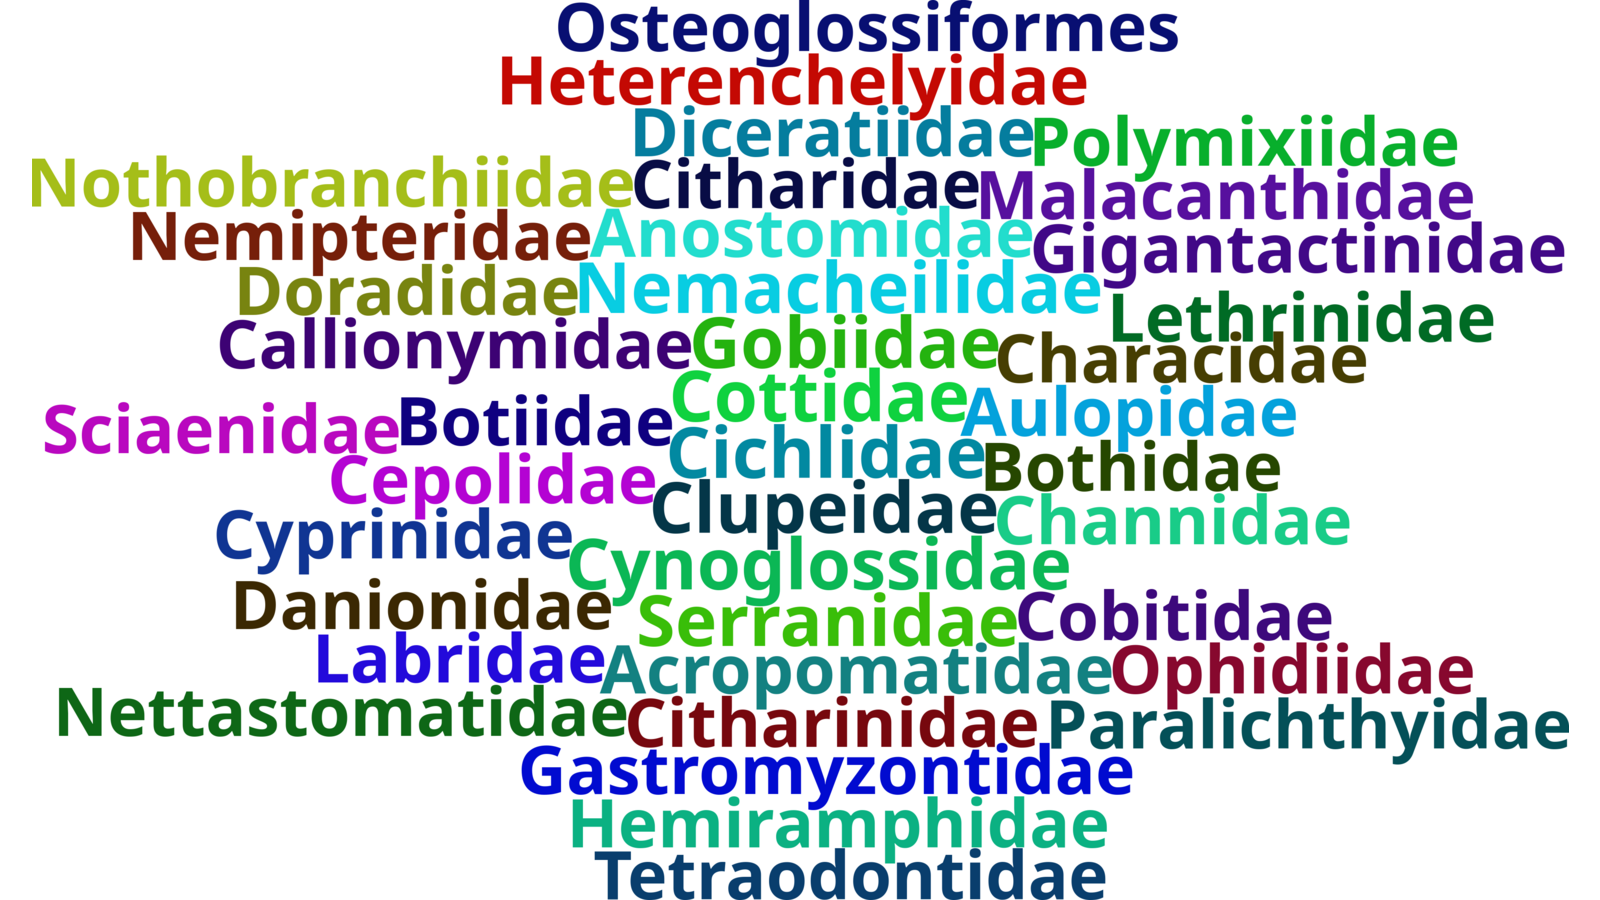 Osteoglossiformes
Heterenchelyidae
Diceratiidae
Polymixiidae
Nothobranchiidae
Citharidae
Malacanthidae
Nemipteridae
Anostomidae
Gigantactinidae
Doradidae
Nemacheilidae
Lethrinidae
Callionymidae
Gobiidae
Characidae
Cottidae
Aulopidae
Sciaenidae
Botiidae
Cichlidae
Bothidae
Cepolidae
Clupeidae
Channidae
Cyprinidae
Cynoglossidae
Danionidae
Serranidae
Cobitidae
Labridae
Acropomatidae
Ophidiidae
Nettastomatidae
Citharinidae
Paralichthyidae
Gastromyzontidae
Hemiramphidae
Tetraodontidae